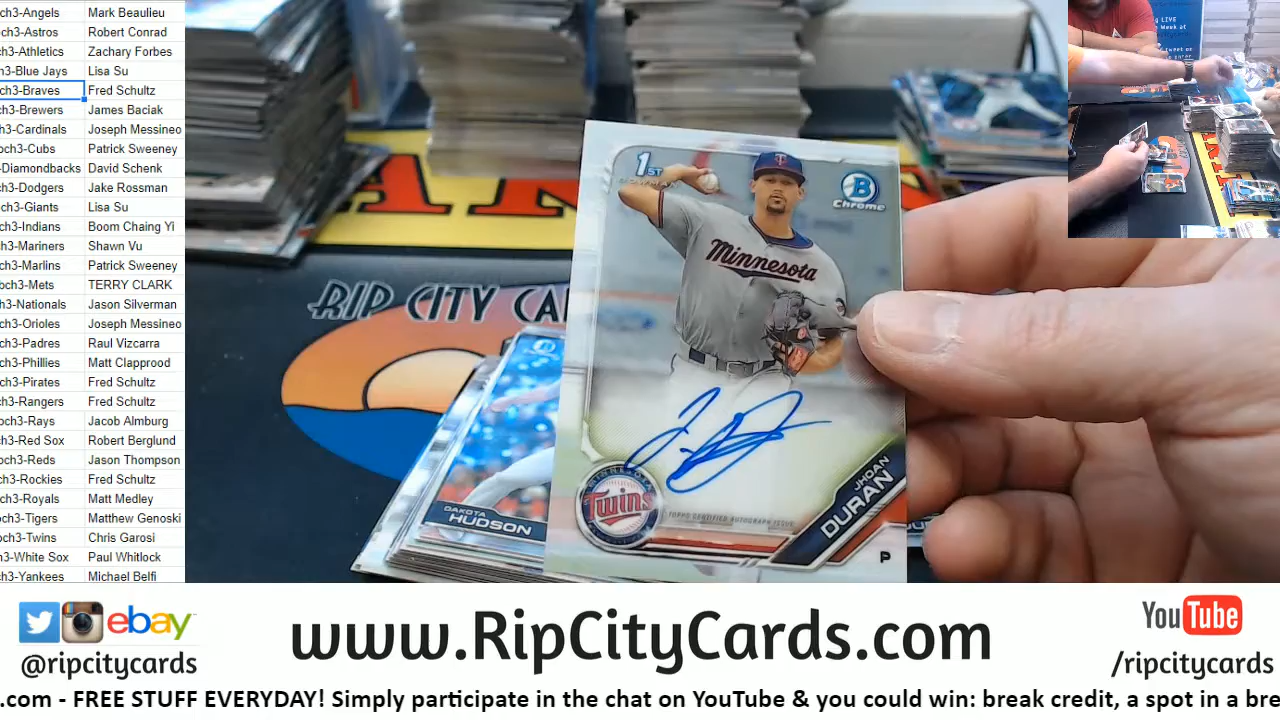 ch3-Angels Mark Beaulieu
ch3-Astros Robert Conrad
ch3-Athletics Zachary Forbes
h3-Blue Jays Lisa Su
ch3-Braves Fred Schultz
ch3-Brewers James Baciak
h3-Cardinals Joseph Messineo
och3-Cubs Patrick Sweeney
-Diamondbacks David Schenk
h3-Dodgers Jake Rossman
ch3-Giants Lisa Su
ch3-Indians Boom Chaing Yi
h3-Mariners Shawn Vu
ch3-Marlins Patrick Sweeney
och3-Mets TERRY CLARK
h3-Nationals Jason Silverman
ch3-Orioles Joseph Messineo
ch3-Padres Raul Vizcarra
ch3-Phillies Matt Clapprood
ch3-Pirates Fred Schultz
ch3-Rangers Fred Schultz
och3-Rays Jacob Almburg
ch3-Red Sox Robert Berglund
och3-Reds Jason Thompson
ch3-Rockies Fred Schultz
ch3-Royals Matt Medley
och3-Tigers Matthew Genoski
och3-Twins Chris Garosi
h3-White Sox Paul Whitlock
ch3-Yankees Michael Belfi
RIP CITY CA
1ST
BOWMAN
B
Chrome
Minnesota
MINNESOTA
Twins
TOPPS CERTIFIED AUTOGRAPH ISSUE
JHOAN
DURAN
P
DAKOTA
HUDSON
ebay
@ripcitycards
www.RipCityCards.com
YouTube
/ripcitycards
.com - FREE STUFF EVERYDAY! Simply participate in the chat on YouTube & you could win: break credit, a spot in a bre